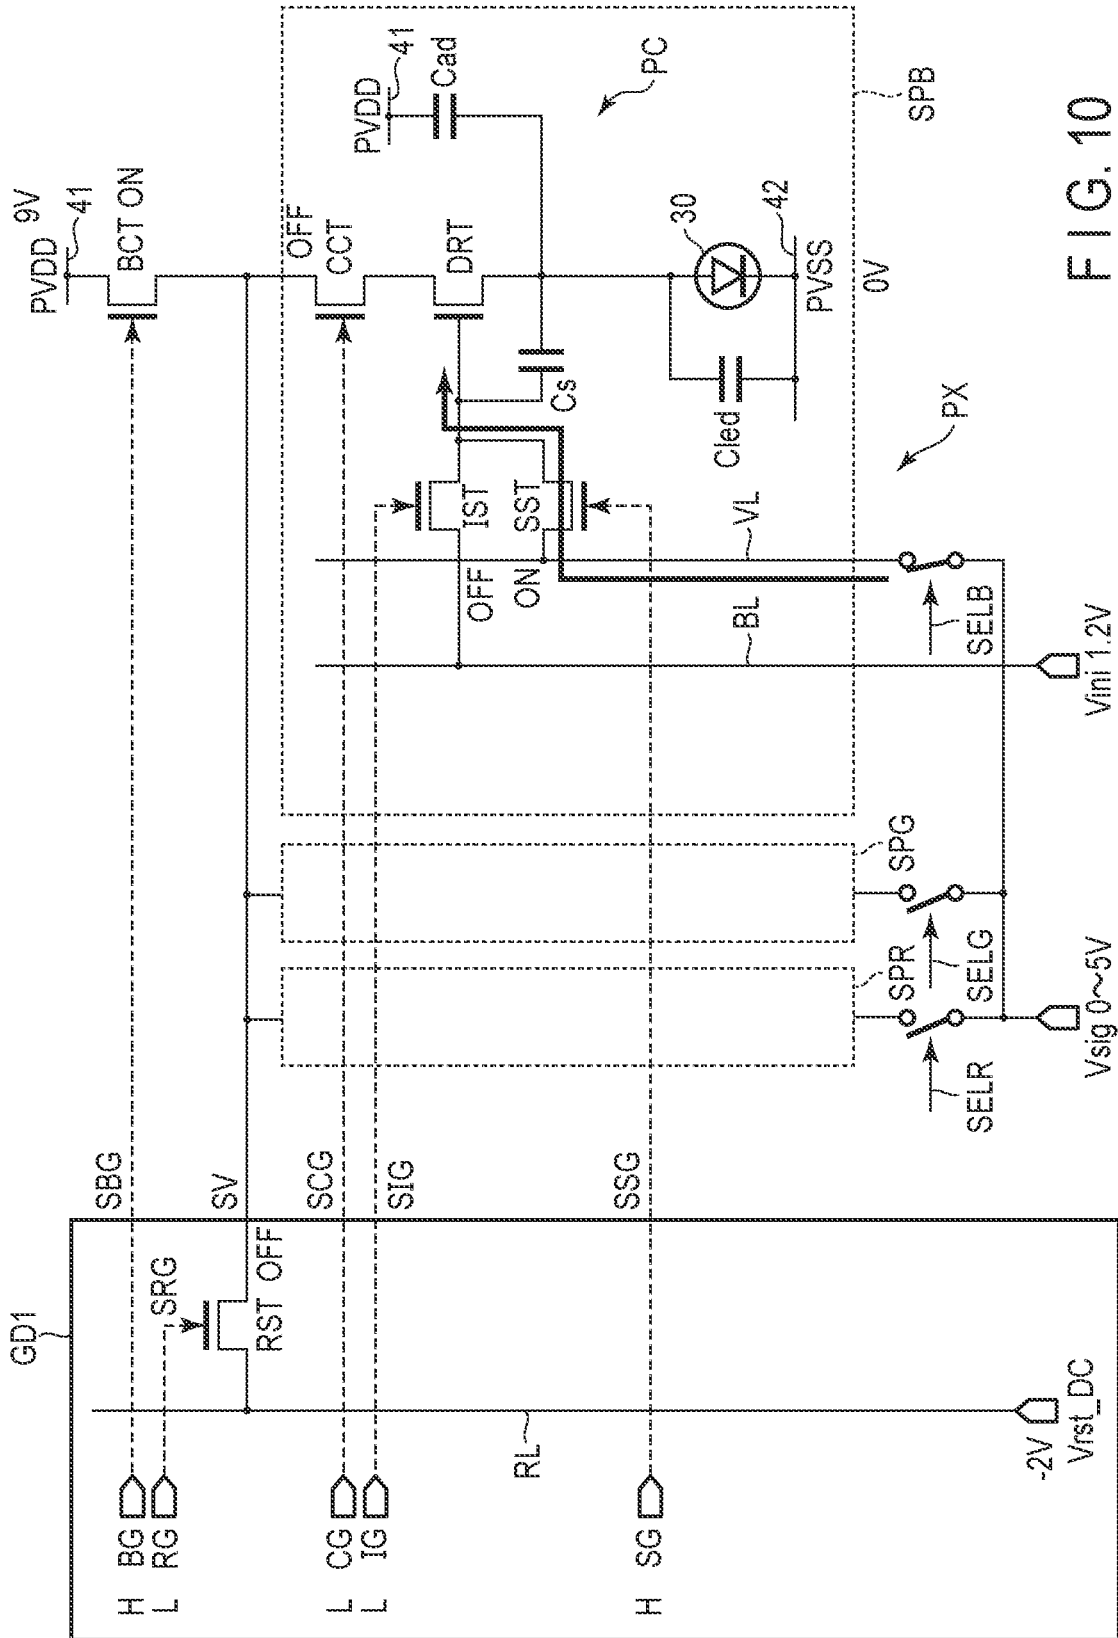 GD1
H BG
L RG
L CG
L IG
H SG
SRG
RST OFF
RL
-2V
Vrst_DC
SBG
SV
SCG
SIG
SSG
SPR
SPG
SELR
SELG
SELB
Vsig 0~5V
Vini 1.2V
PVDD 9V
41
BCT ON
OFF
CCT
DRT
PVDD
41
Cad
IST
OFF
SST
ON
Cs
BL
VL
Cled
30
42
PVSS
0V
PC
SPB
PX
FIG. 10